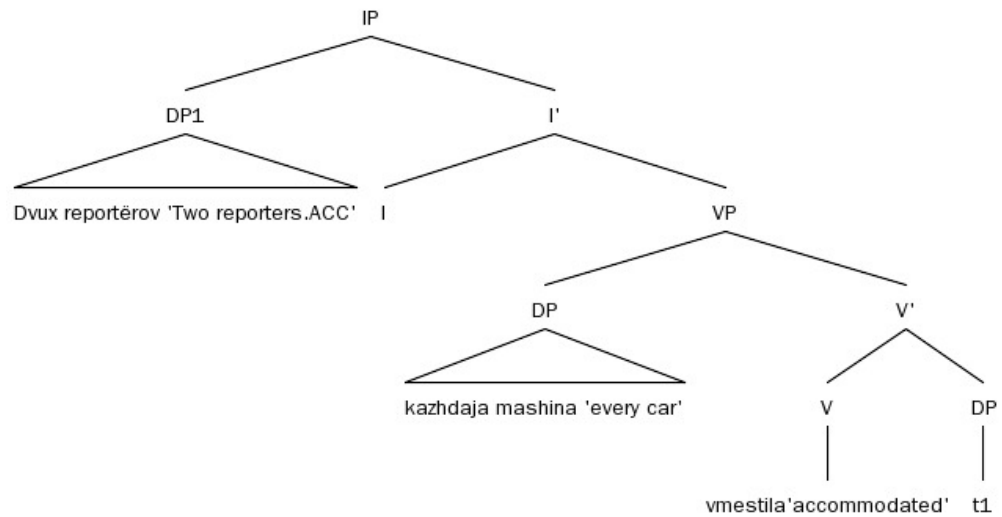 IP
DP1 I'
Dvux reportërov 'Two reporters.ACC' I VP
DP V'
kazhdaja mashina 'every car' V DP
vmestila'accommodated' t1